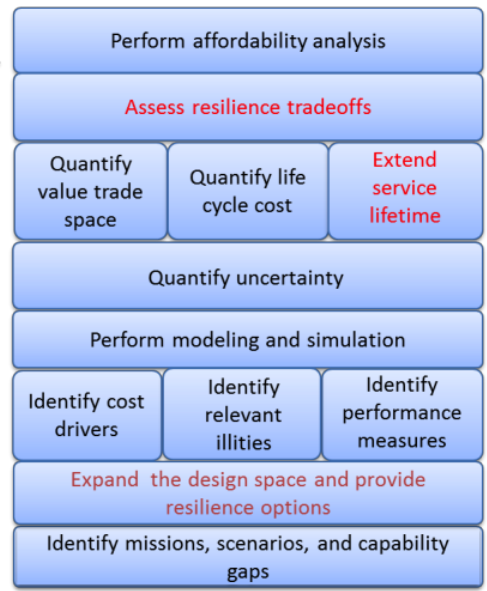 Perform affordability analysis
Assess resilience tradeoffs
Quantify
value trade
space
Quantify life
cycle cost
Extend
service
lifetime
Quantify uncertainty
Perform modeling and simulation
Identify cost
drivers
Identify
relevant
illities
Identify
performance
measures
Expand the design space and provide
resilience options
Identify missions, scenarios, and capability
gaps